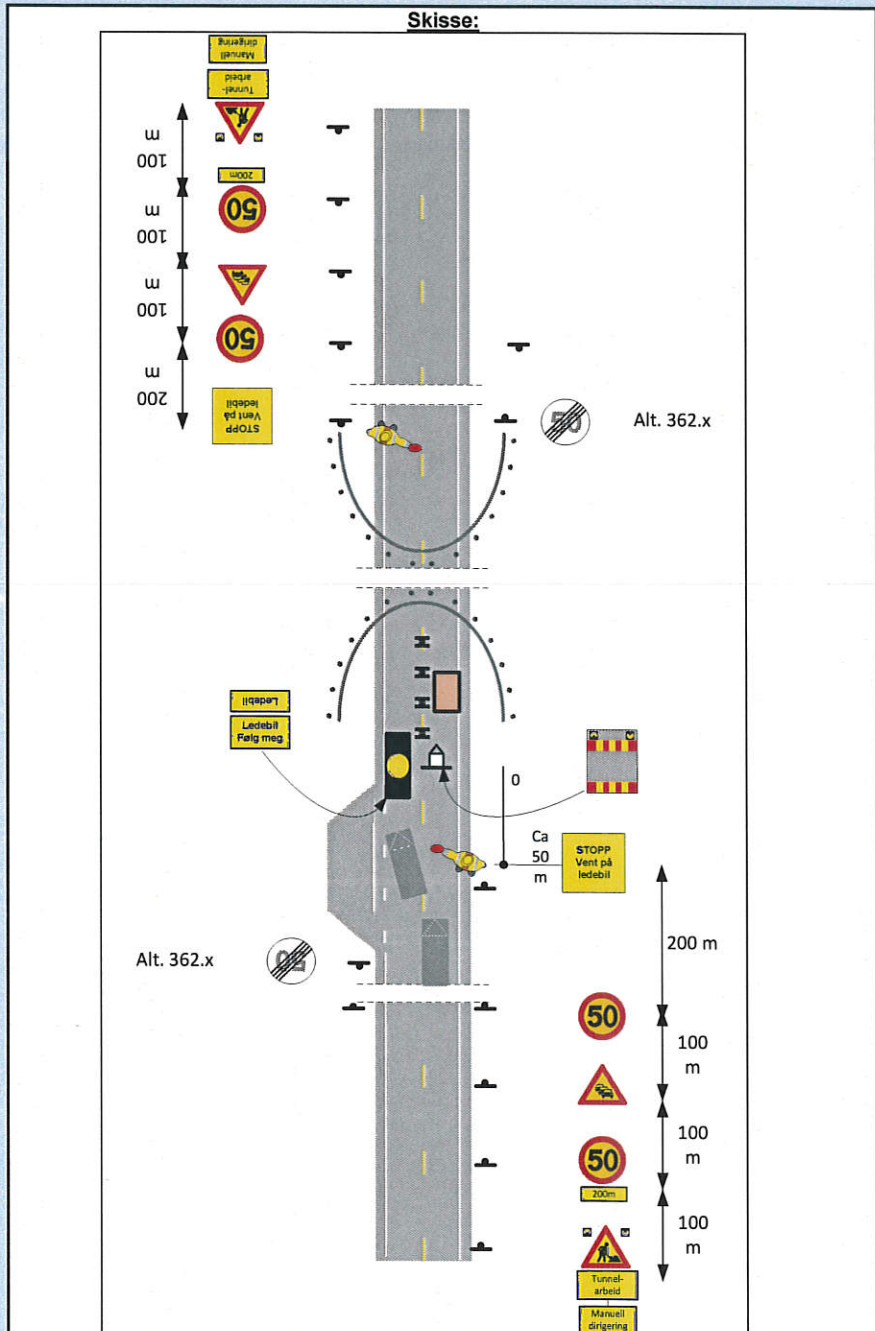 Skisse:
Manuell
dirigering
Tunnel-
arbeid
100
m
200m
100
m
50
100
m
50
200
m
STOPP
Vent på
ledebil
50
Alt. 362.x
Ledebil
Ledebil
Følg meg
0
Ca
50
m
STOPP
Vent på
ledebil
200 m
Alt. 362.x
50
100
m
100
m
50
200m
100
m
Tunnel-
arbeid
Manuell
dirigering